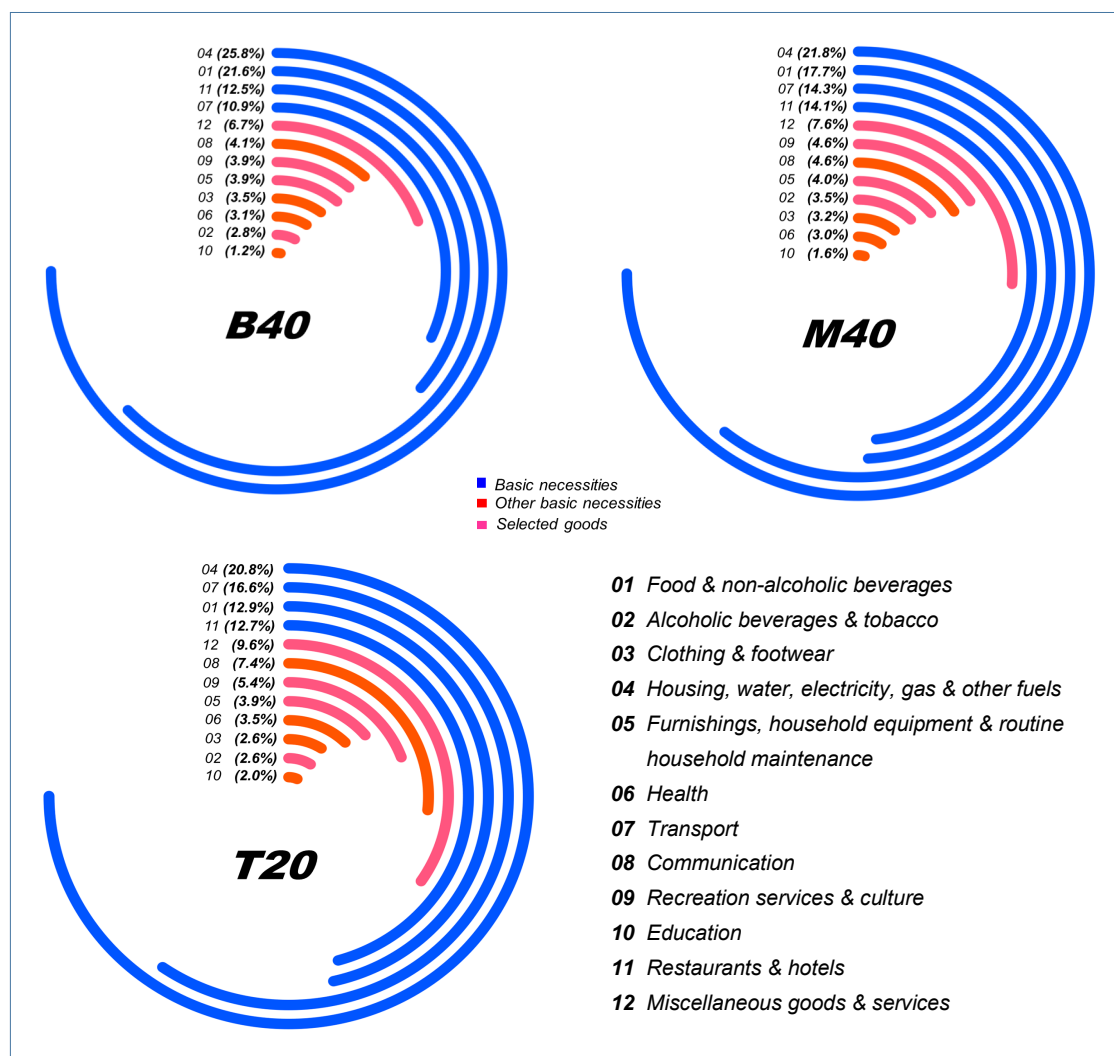 04 (25.8%)
01 (21.6%)
11 (12.5%)
07 (10.9%)
12 (6.7%)
08 (4.1%)
09 (3.9%)
05 (3.9%)
03 (3.5%)
06 (3.1%)
02 (2.8%)
10 (1.2%)
B40
04 (21.8%)
01 (17.7%)
07 (14.3%)
11 (14.1%)
12 (7.6%)
09 (4.6%)
08 (4.6%)
05 (4.0%)
02 (3.5%)
03 (3.2%)
06 (3.0%)
10 (1.6%)
M40
Basic necessities
Other basic necessities
Selected goods
04 (20.8%)
07 (16.6%)
01 (12.9%)
11 (12.7%)
12 (9.6%)
08 (7.4%)
09 (5.4%)
05 (3.9%)
06 (3.5%)
03 (2.6%)
02 (2.6%)
10 (2.0%)
T20
01 Food & non-alcoholic beverages
02 Alcoholic beverages & tobacco
03 Clothing & footwear
04 Housing, water, electricity, gas & other fuels
05 Furnishings, household equipment & routine
household maintenance
06 Health
07 Transport
08 Communication
09 Recreation services & culture
10 Education
11 Restaurants & hotels
12 Miscellaneous goods & services